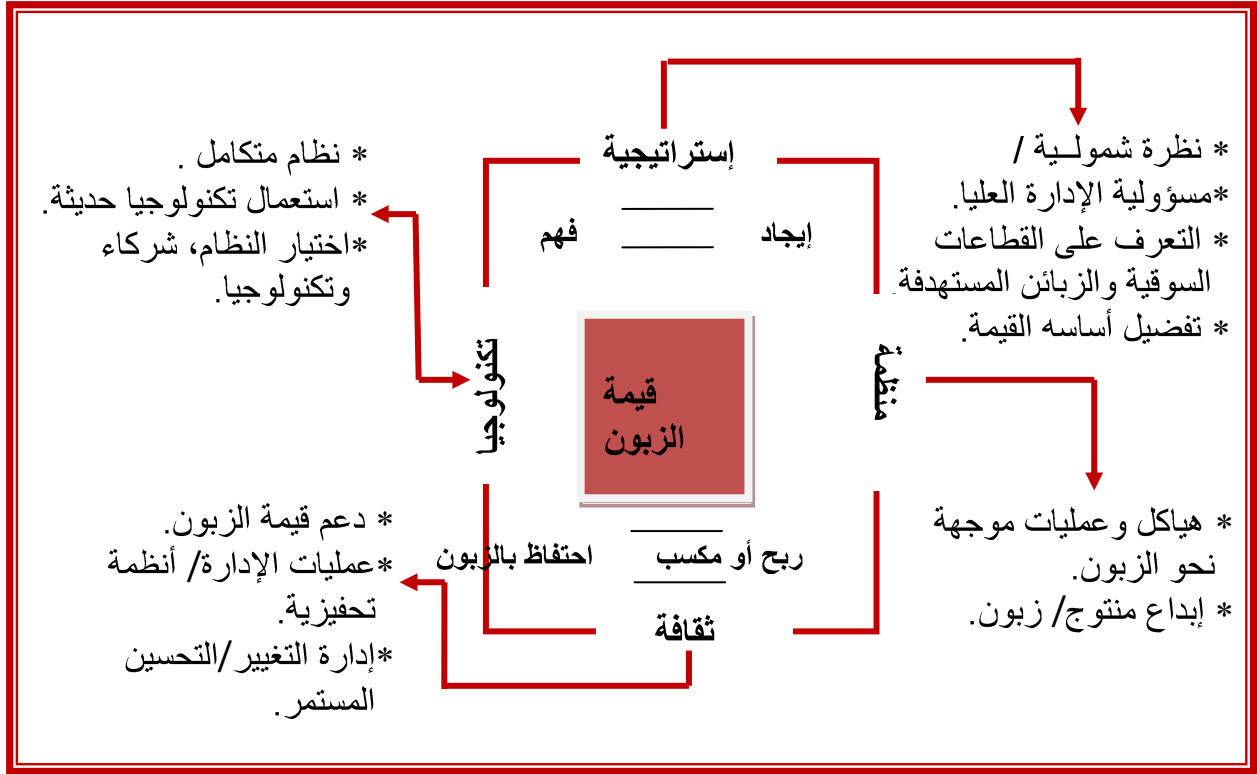 إستراتيجية
* نظرة شمولــية /
*مسؤولية الإدارة العليا.
* التعرف على القطاعات
السوقية والزبائن المستهدفة.
* تفضيل أساسه القيمة.
* نظام متكامل .
* استعمال تكنولوجيا حديثة.
*اختيار النظام، شركاء
وتكنولوجيا.
إيجاد
فهم
منظمة
قيمة
الزبون
تكنولوجيا
* هياكل وعمليات موجهة
نحو الزبون.
* إبداع منتوج/ زبون.
ربح أو مكسب
احتفاظ بالزبون
ثقافة
* دعم قيمة الزبون.
*عمليات الإدارة/ أنظمة
تحفيزية.
*إدارة التغيير/التحسين
المستمر.